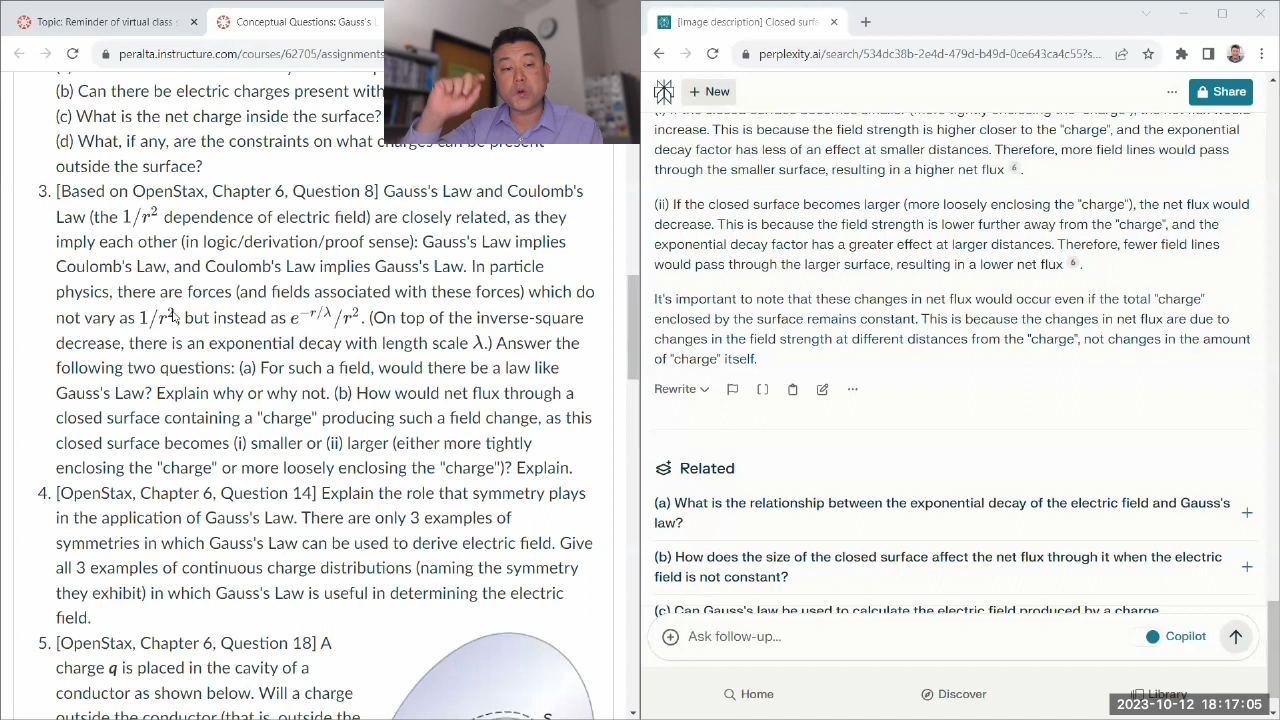 Topic: Reminder of virtual class
Conceptual Questions: Gauss's L
peralta.instructure.com/courses/62705/assignments
(b) Can there be electric charges present with
(c) What is the net charge inside the surface?
(d) What, if any, are the constraints on what charges can be present
outside the surface?
3. [Based on OpenStax, Chapter 6, Question 8] Gauss's Law and Coulomb's
Law (the 1/r² dependence of electric field) are closely related, as they
imply each other (in logic/derivation/proof sense): Gauss's Law implies
Coulomb's Law, and Coulomb's Law implies Gauss's Law. In particle
physics, there are forces (and fields associated with these forces) which do
not vary as 1/r², but instead as e^{-r/λ}/r². (On top of the inverse-square
decrease, there is an exponential decay with length scale λ.) Answer the
following two questions: (a) For such a field, would there be a law like
Gauss's Law? Explain why or why not. (b) How would net flux through a
closed surface containing a "charge" producing such a field change, as this
closed surface becomes (i) smaller or (ii) larger (either more tightly
enclosing the "charge" or more loosely enclosing the "charge")? Explain.
4. [OpenStax, Chapter 6, Question 14] Explain the role that symmetry plays
in the application of Gauss's Law. There are only 3 examples of
symmetries in which Gauss's Law can be used to derive electric field. Give
all 3 examples of continuous charge distributions (naming the symmetry
they exhibit) in which Gauss's Law is useful in determining the electric
field.
5. [OpenStax, Chapter 6, Question 18] A
charge q is placed in the cavity of a
conductor as shown below. Will a charge
outside the conductor (that is, outside the
S
[Image description] Closed surfa
perplexity.ai/search/534dc38b-2e4d-479d-b49d-0ce643ca4c55...
New
Share
increase. This is because the field strength is higher closer to the "charge", and the exponential
decay factor has less of an effect at smaller distances. Therefore, more field lines would pass
through the smaller surface, resulting in a higher net flux 6.
(ii) If the closed surface becomes larger (more loosely enclosing the "charge"), the net flux would
decrease. This is because the field strength is lower further away from the "charge", and the
exponential decay factor has a greater effect at larger distances. Therefore, fewer field lines
would pass through the larger surface, resulting in a lower net flux 6.
It's important to note that these changes in net flux would occur even if the total "charge"
enclosed by the surface remains constant. This is because the changes in net flux are due to
changes in the field strength at different distances from the "charge", not changes in the amount
of "charge" itself.
Rewrite
Related
(a) What is the relationship between the exponential decay of the electric field and Gauss's
law?
(b) How does the size of the closed surface affect the net flux through it when the electric
field is not constant?
(c) Can Gauss's law be used to calculate the electric field produced by a charge
Ask follow-up...
Copilot
Home
Discover
Library
2023-10-12 18:17:05